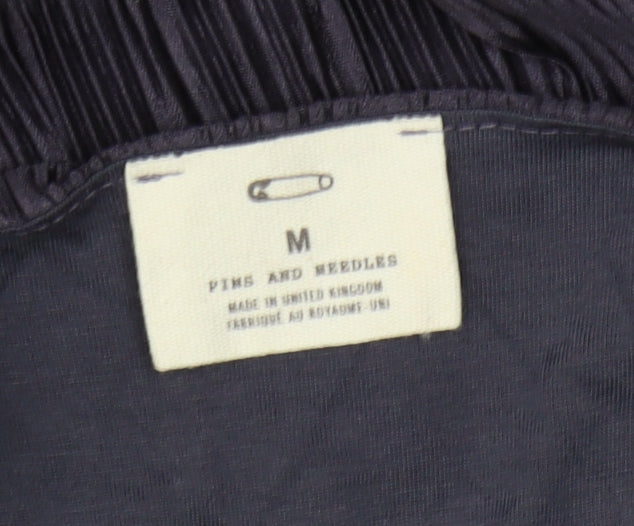 M
PINS AND NEEDLES
MADE IN UNITED KINGDOM
FABRIQUÉ AU ROYAUME-UNI